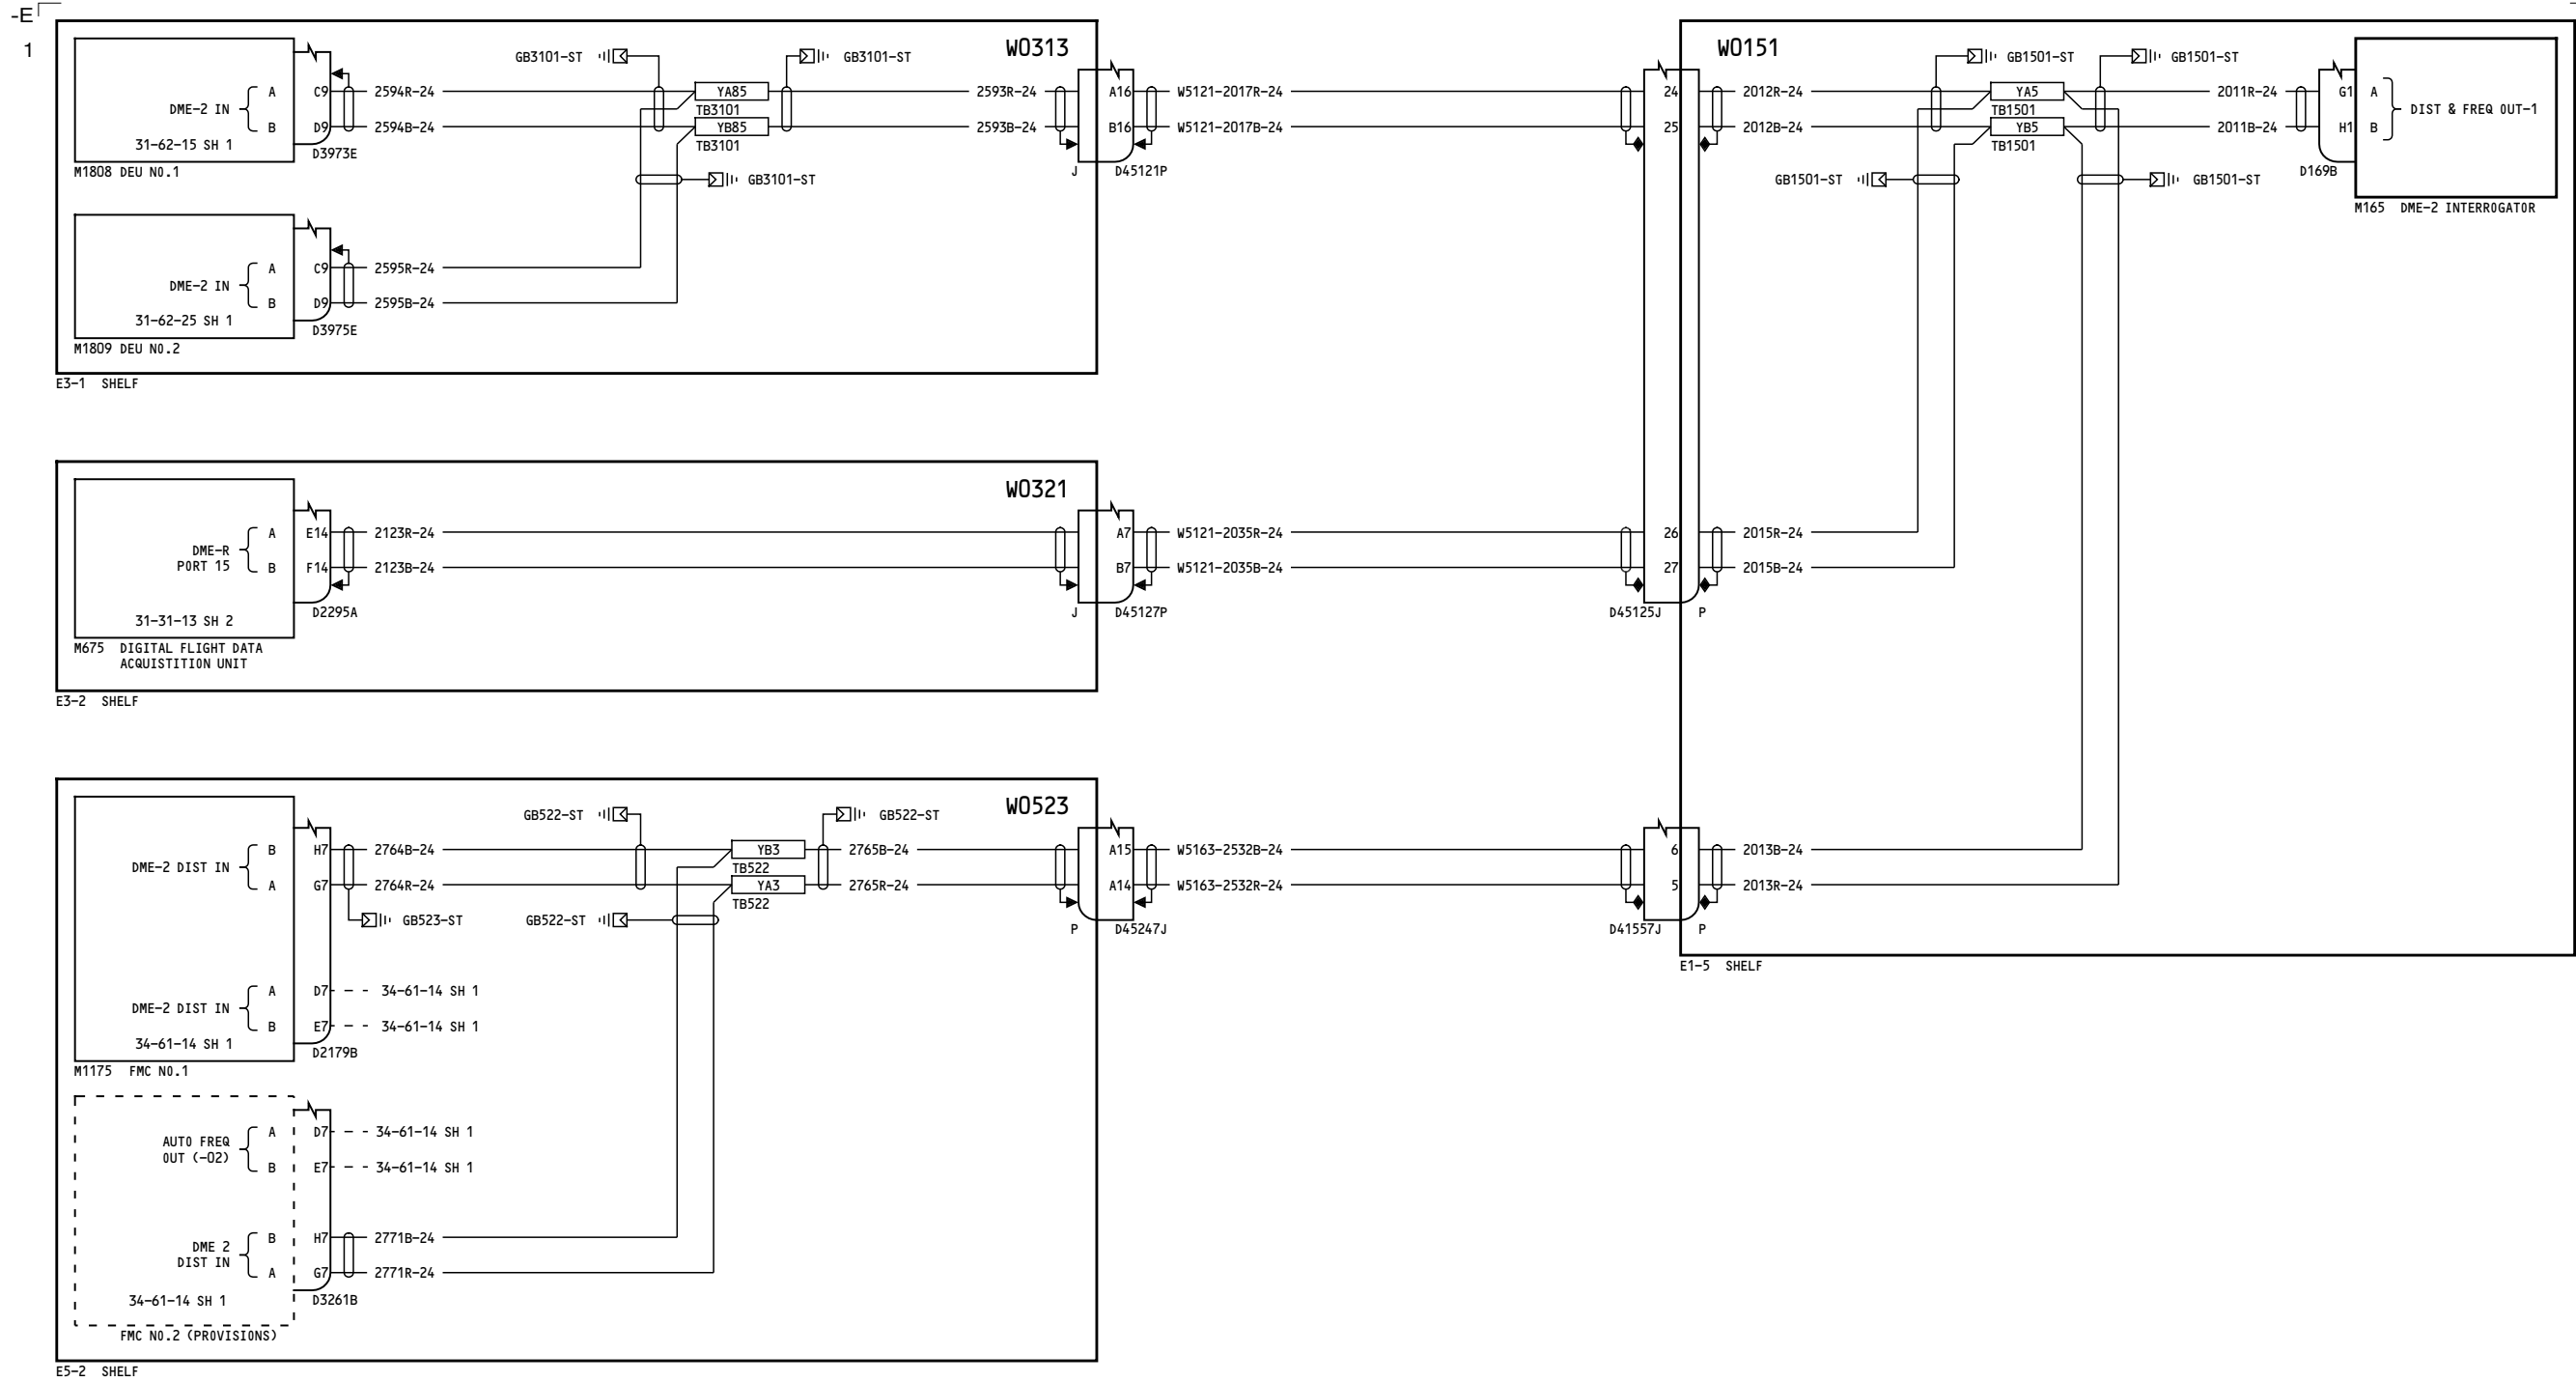 -E
1
W0313
GB3101-ST
GB3101-ST
DME-2 IN
A
C9
2594R-24
YA85
TB3101
2593R-24
A16
W5121-2017R-24
B
D9
2594B-24
YB85
TB3101
2593B-24
B16
W5121-2017B-24
31-62-15 SH 1
D3973E
M1808 DEU NO.1
GB3101-ST
J
D45121P
DME-2 IN
A
C9
2595R-24
B
D9
2595B-24
31-62-25 SH 1
D3975E
M1809 DEU NO.2
E3-1 SHELF
W0151
GB1501-ST
GB1501-ST
24
2012R-24
YA5
TB1501
2011R-24
G1
A
DIST & FREQ OUT-1
25
2012B-24
YB5
TB1501
2011B-24
H1
B
GB1501-ST
GB1501-ST
D169B
M165 DME-2 INTERROGATOR
W0321
DME-R
PORT 15
A
E14
2123R-24
A7
W5121-2035R-24
26
2015R-24
B
F14
2123B-24
B7
W5121-2035B-24
27
2015B-24
31-31-13 SH 2
D2295A
J
D45127P
D45125J
P
M675 DIGITAL FLIGHT DATA
ACQUISTITION UNIT
E3-2 SHELF
W0523
GB522-ST
GB522-ST
DME-2 DIST IN
B
H7
2764B-24
YB3
TB522
2765B-24
A15
W5163-2532B-24
6
2013B-24
A
G7
2764R-24
YA3
TB522
2765R-24
A14
W5163-2532R-24
5
2013R-24
GB523-ST
GB522-ST
P
D45247J
D41557J
P
E1-5 SHELF
DME-2 DIST IN
A
D7
34-61-14 SH 1
B
E7
34-61-14 SH 1
34-61-14 SH 1
D2179B
M1175 FMC NO.1
AUTO FREQ
OUT (-02)
A
D7
34-61-14 SH 1
B
E7
34-61-14 SH 1
DME 2
DIST IN
B
H7
2771B-24
A
G7
2771R-24
34-61-14 SH 1
D3261B
FMC NO.2 (PROVISIONS)
E5-2 SHELF